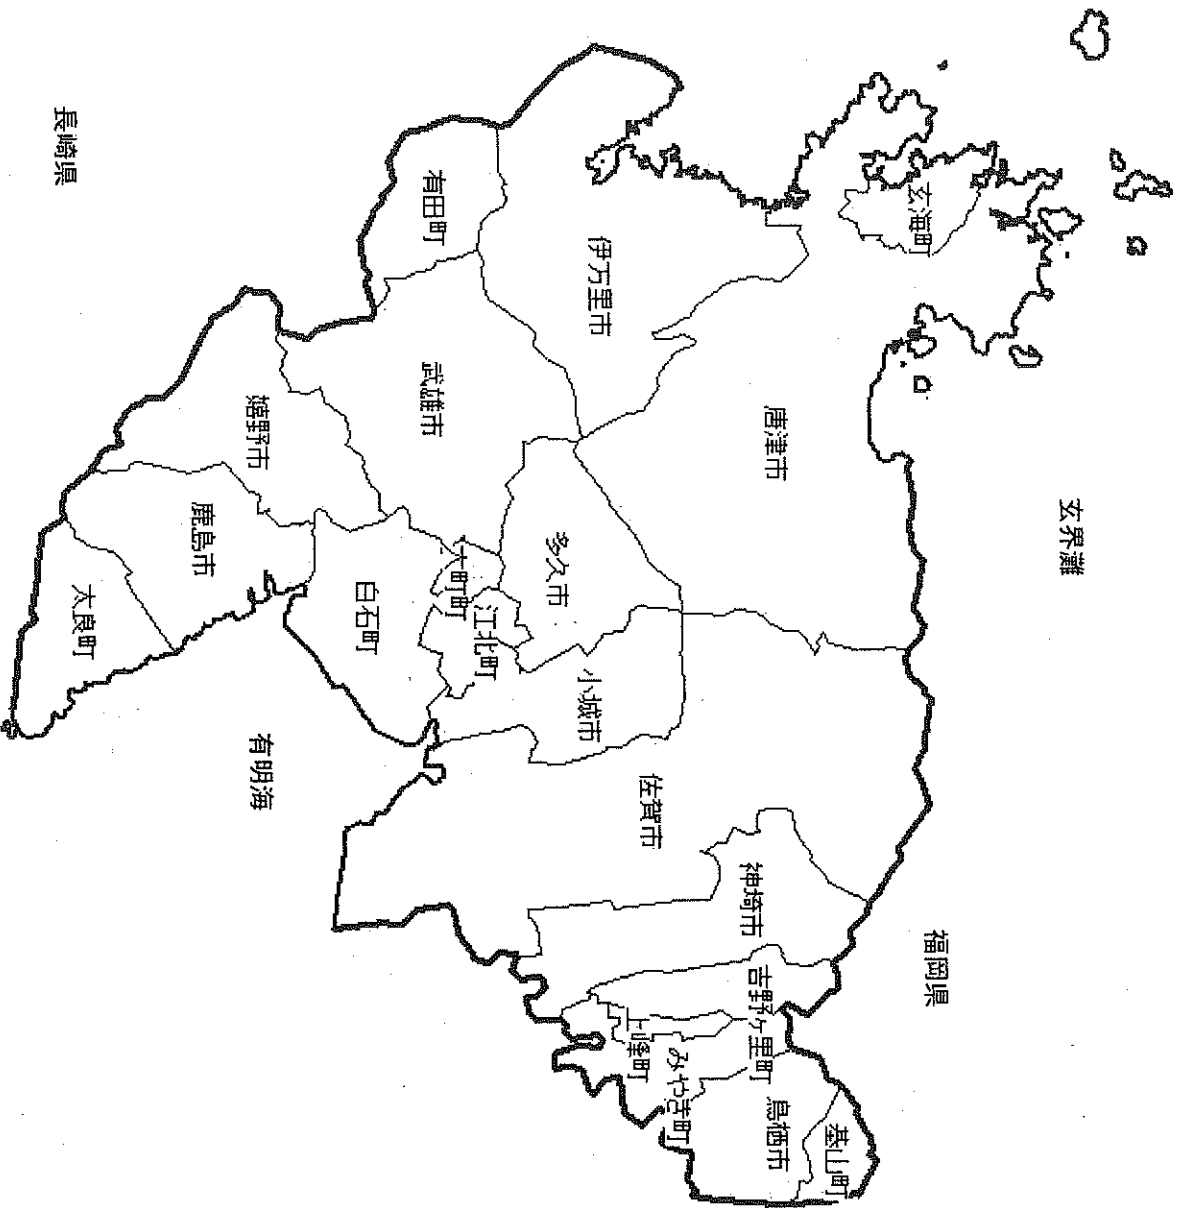 玄界灘
福岡県
長崎県
有明海
玄海町
唐津市
伊万里市
有田町
武雄市
嬉野市
鹿島市
太良町
白石町
大町町
江北町
多久市
小城市
佐賀市
神埼市
吉野ヶ里町
上峰町
みやき町
鳥栖市
基山町